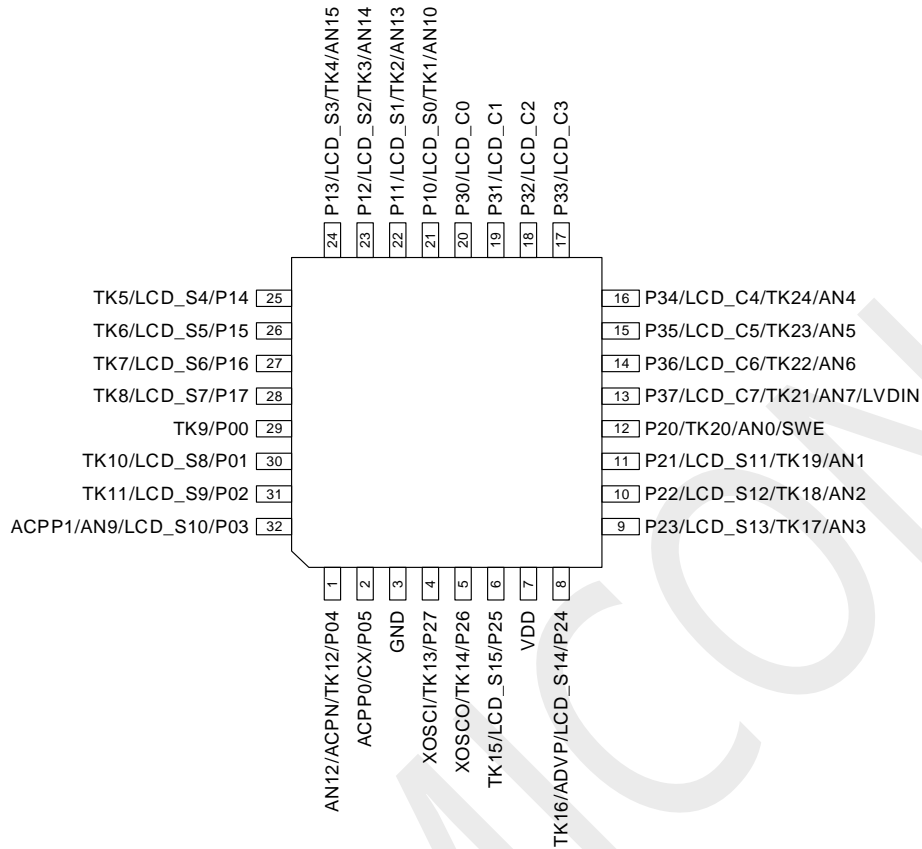 P13/LCD_S3/TK4/AN15
P12/LCD_S2/TK3/AN14
P11/LCD_S1/TK2/AN13
P10/LCD_S0/TK1/AN10
P30/LCD_C0
P31/LCD_C1
P32/LCD_C2
P33/LCD_C3
24 23 22 21 20 19 18 17
TK5/LCD_S4/P14 25
TK6/LCD_S5/P15 26
TK7/LCD_S6/P16 27
TK8/LCD_S7/P17 28
TK9/P00 29
TK10/LCD_S8/P01 30
TK11/LCD_S9/P02 31
ACPP1/AN9/LCD_S10/P03 32
16 P34/LCD_C4/TK24/AN4
15 P35/LCD_C5/TK23/AN5
14 P36/LCD_C6/TK22/AN6
13 P37/LCD_C7/TK21/AN7/LVDIN
12 P20/TK20/AN0/SWE
11 P21/LCD_S11/TK19/AN1
10 P22/LCD_S12/TK18/AN2
9 P23/LCD_S13/TK17/AN3
1 2 3 4 5 6 7 8
AN12/ACPN/TK12/P04
ACPP0/CX/P05
GND
XOSCI/TK13/P27
XOSCO/TK14/P26
TK15/LCD_S15/P25
VDD
TK16/ADVP/LCD_S14/P24